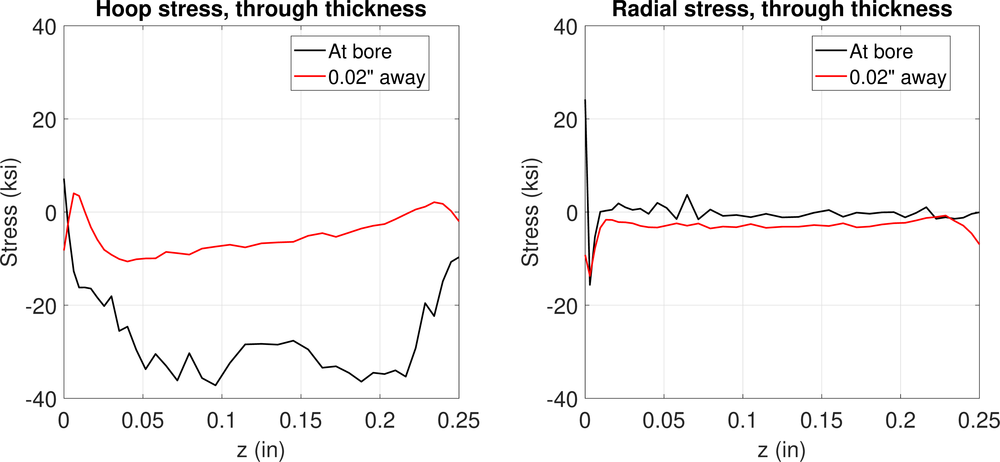 Hoop stress, through thickness
40
20
0
-20
-40
Stress (ksi)
At bore
0.02" away
0
0.05
0.1
0.15
0.2
0.25
z (in)
Radial stress, through thickness
40
20
0
-20
-40
Stress (ksi)
At bore
0.02" away
0
0.05
0.1
0.15
0.2
0.25
z (in)